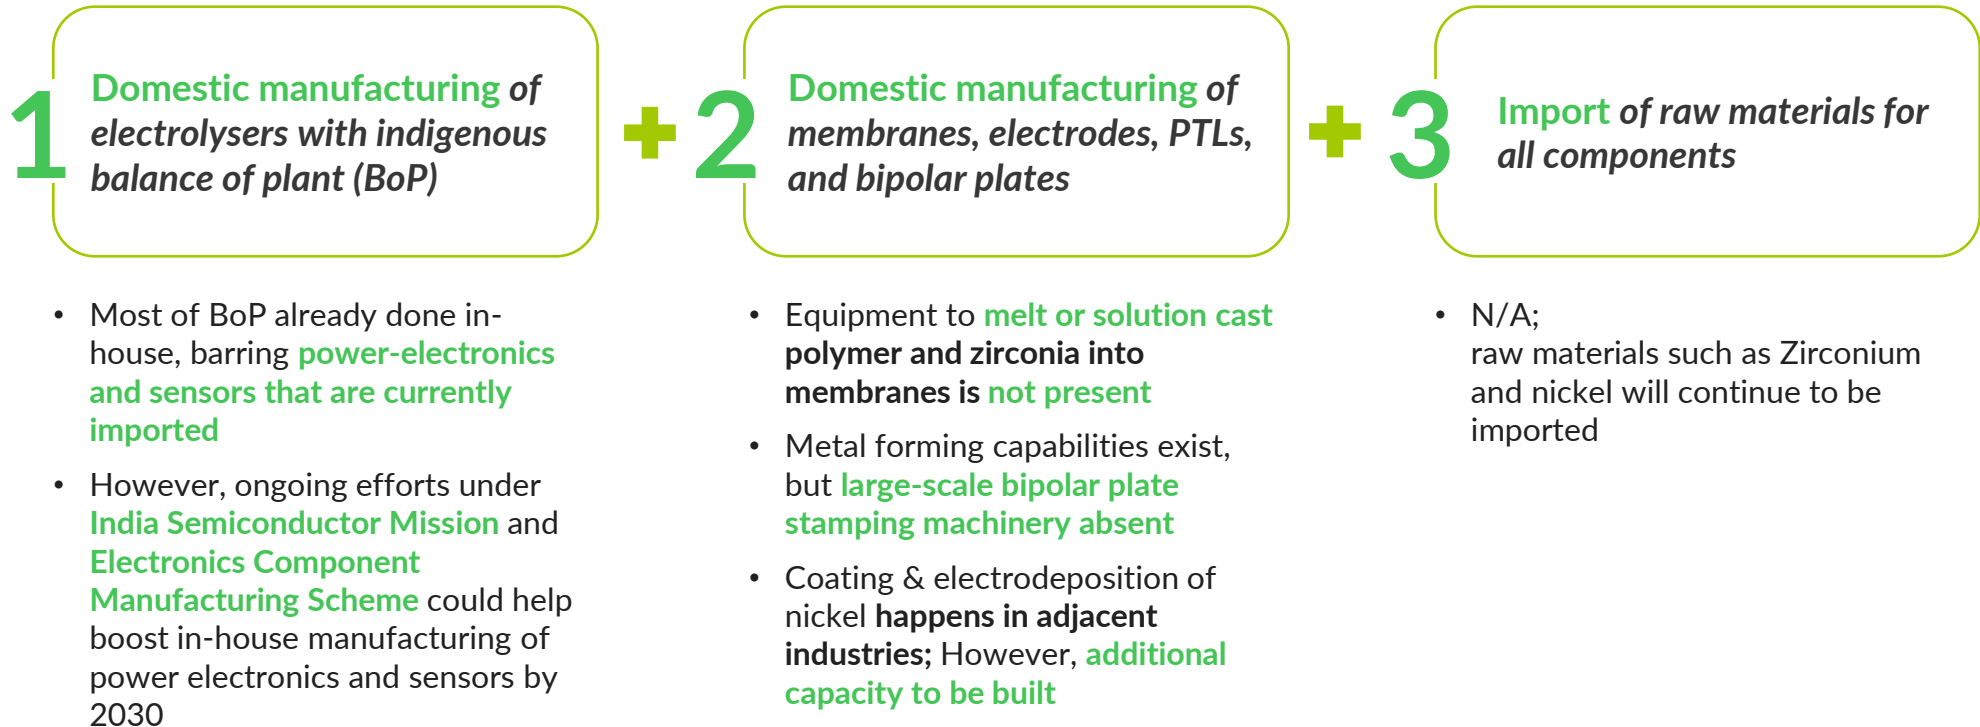 1
Domestic manufacturing of
electrolysers with indigenous
balance of plant (BoP)
• Most of BoP already done in-
house, barring power-electronics
and sensors that are currently
imported
• However, ongoing efforts under
India Semiconductor Mission and
Electronics Component
Manufacturing Scheme could help
boost in-house manufacturing of
power electronics and sensors by
2030
+
2
Domestic manufacturing of
membranes, electrodes, PTLs,
and bipolar plates
• Equipment to melt or solution cast
polymer and zirconia into
membranes is not present
• Metal forming capabilities exist,
but large-scale bipolar plate
stamping machinery absent
• Coating & electrodeposition of
nickel happens in adjacent
industries; However, additional
capacity to be built
+
3
Import of raw materials for
all components
• N/A;
raw materials such as Zirconium
and nickel will continue to be
imported